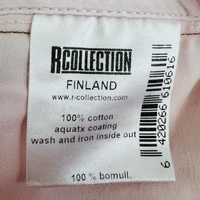 RCOLLECTION
FINLAND
www.r-collection.com
100% cotton
aquatx coating
wash and iron inside out
100 % bomull.
6 420266 610616